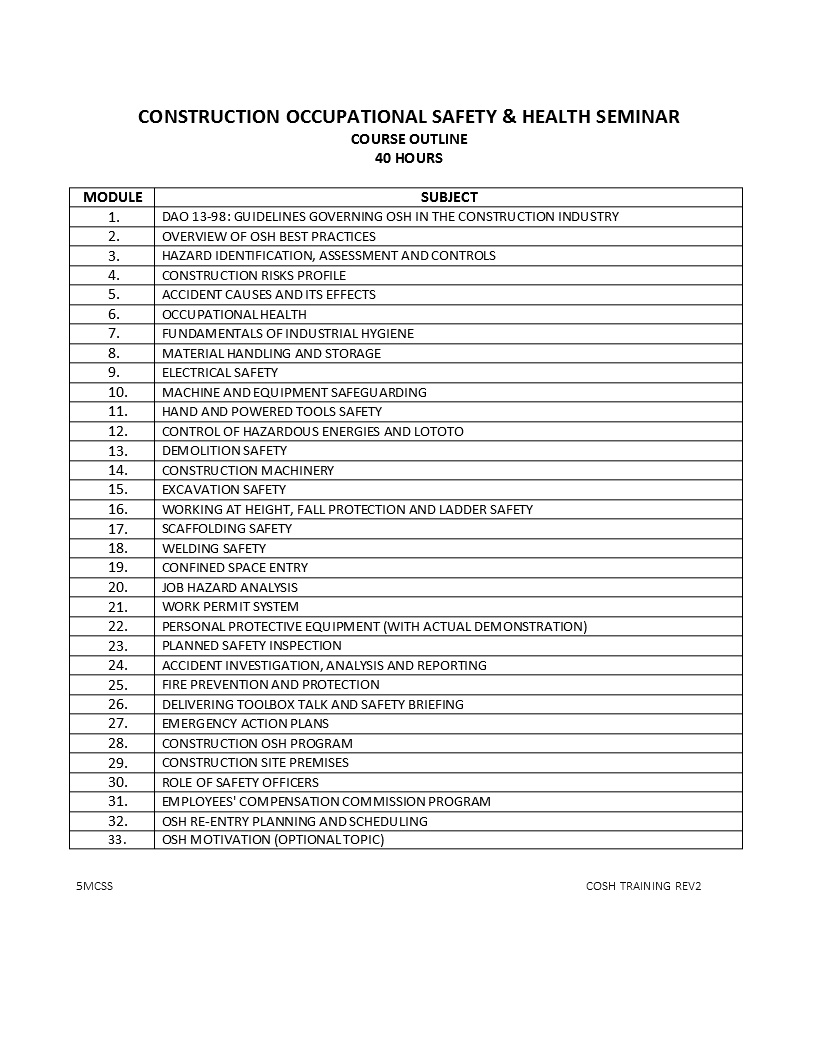 CONSTRUCTION OCCUPATIONAL SAFETY & HEALTH SEMINAR
COURSE OUTLINE
40 HOURS
MODULE SUBJECT
1. DAO 13-98: GUIDELINES GOVERNING OSH IN THE CONSTRUCTION INDUSTRY
2. OVERVIEW OF OSH BEST PRACTICES
3. HAZARD IDENTIFICATION, ASSESSMENT AND CONTROLS
4. CONSTRUCTION RISKS PROFILE
5. ACCIDENT CAUSES AND ITS EFFECTS
6. OCCUPATIONAL HEALTH
7. FUNDAMENTALS OF INDUSTRIAL HYGIENE
8. MATERIAL HANDLING AND STORAGE
9. ELECTRICAL SAFETY
10. MACHINE AND EQUIPMENT SAFEGUARDING
11. HAND AND POWERED TOOLS SAFETY
12. CONTROL OF HAZARDOUS ENERGIES AND LOTOTO
13. DEMOLITION SAFETY
14. CONSTRUCTION MACHINERY
15. EXCAVATION SAFETY
16. WORKING AT HEIGHT, FALL PROTECTION AND LADDER SAFETY
17. SCAFFOLDING SAFETY
18. WELDING SAFETY
19. CONFINED SPACE ENTRY
20. JOB HAZARD ANALYSIS
21. WORK PERMIT SYSTEM
22. PERSONAL PROTECTIVE EQUIPMENT (WITH ACTUAL DEMONSTRATION)
23. PLANNED SAFETY INSPECTION
24. ACCIDENT INVESTIGATION, ANALYSIS AND REPORTING
25. FIRE PREVENTION AND PROTECTION
26. DELIVERING TOOLBOX TALK AND SAFETY BRIEFING
27. EMERGENCY ACTION PLANS
28. CONSTRUCTION OSH PROGRAM
29. CONSTRUCTION SITE PREMISES
30. ROLE OF SAFETY OFFICERS
31. EMPLOYEES' COMPENSATION COMMISSION PROGRAM
32. OSH RE-ENTRY PLANNING AND SCHEDULING
33. OSH MOTIVATION (OPTIONAL TOPIC)
5MCSS COSH TRAINING REV2